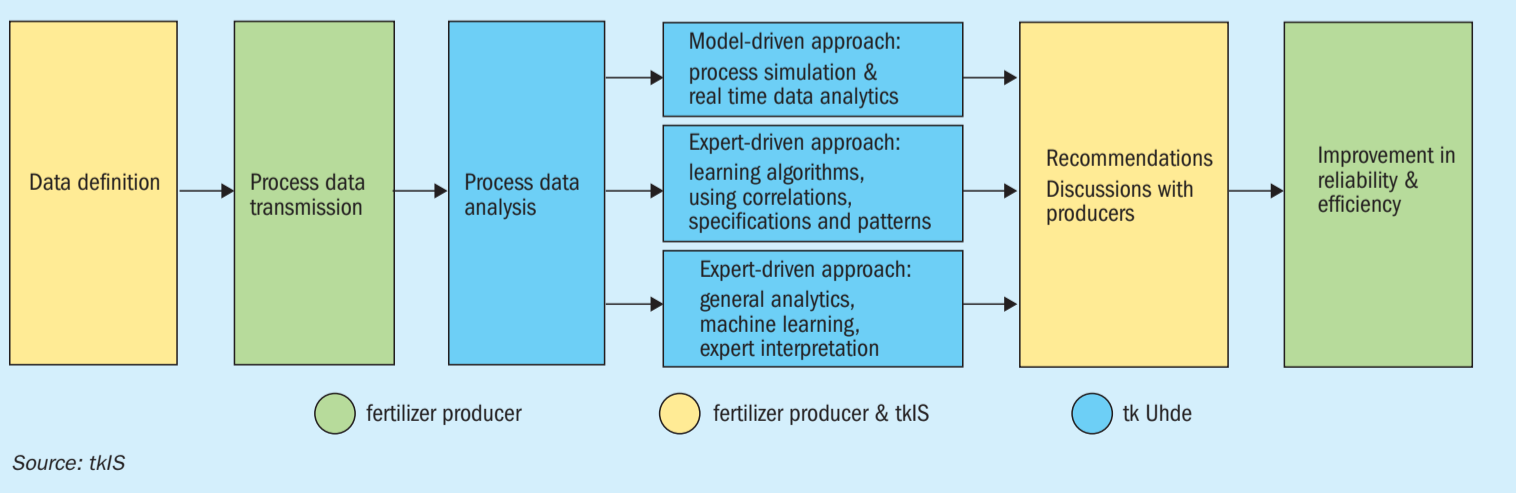 Data definition
Process data
transmission
Process data
analysis
Model-driven approach:
process simulation &
real time data analytics
Expert-driven approach:
learning algorithms,
using correlations,
specifications and patterns
Expert-driven approach:
general analytics,
machine learning,
expert interpretation
Recommendations
Discussions with
producers
Improvement in
reliability &
efficiency
fertilizer producer
fertilizer producer & tkIS
tk Uhde
Source: tkIS